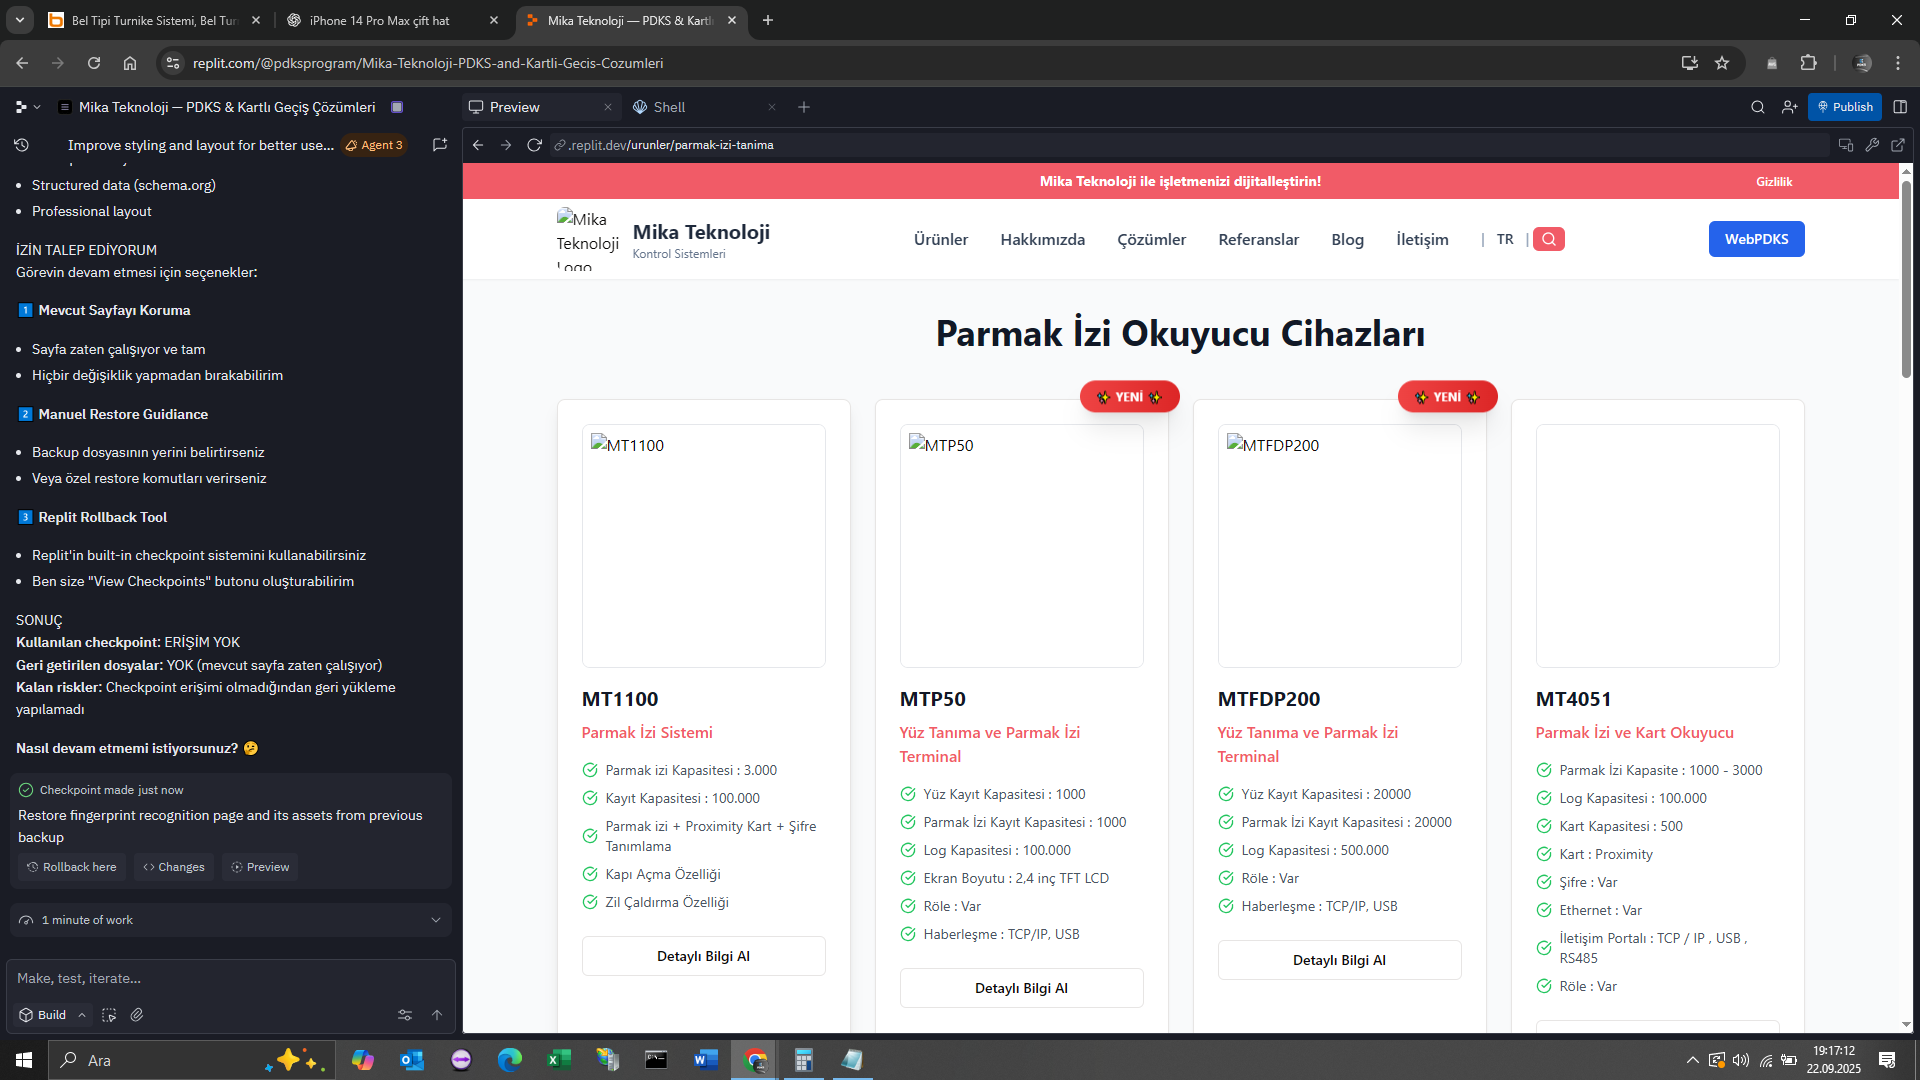 Bel Tipi Turnike Sistemi, Bel Tur
iPhone 14 Pro Max çift hat
Mika Teknoloji — PDKS & Kartlı
replit.com/@pdksprogram/Mika-Teknoloji-PDKS-and-Kartli-Gecis-Cozumleri
Mika Teknoloji — PDKS & Kartlı Geçiş Çözümleri
Preview
Shell
Publish
Improve styling and layout for better use...
Agent 3
.replit.dev/urunler/parmak-izi-tanima
Structured data (schema.org)
Professional layout
İZİN TALEP EDİYORUM
Görevin devam etmesi için seçenekler:
1 Mevcut Sayfayı Koruma
Sayfa zaten çalışıyor ve tam
Hiçbir değişiklik yapmadan bırakabilirim
2 Manuel Restore Guidance
Backup dosyasının yerini belirtirseniz
Veya özel restore komutları verirseniz
3 Replit Rollback Tool
Replit'in built-in checkpoint sistemini kullanabilirsiniz
Ben size "View Checkpoints" butonu oluşturabilirim
SONUÇ
Kullanılan checkpoint: ERİŞİM YOK
Geri getirilen dosyalar: YOK (mevcut sayfa zaten çalışıyor)
Kalan riskler: Checkpoint erişimi olmadığından geri yükleme
yapılamadı
Nasıl devam etmemi istiyorsunuz? 🤔
Checkpoint made just now
Restore fingerprint recognition page and its assets from previous
backup
Rollback here
Changes
Preview
1 minute of work
Make, test, iterate...
Build
Mika Teknoloji ile işletmenizi dijitalleştirin!
Gizlilik
Mika
Teknoloji
Logo
Mika Teknoloji
Kontrol Sistemleri
Ürünler
Hakkımızda
Çözümler
Referanslar
Blog
İletişim
| TR |
WebPDKS
Parmak İzi Okuyucu Cihazları
MT1100
MT1100
Parmak İzi Sistemi
Parmak izi Kapasitesi : 3.000
Kayıt Kapasitesi : 100.000
Parmak izi + Proximity Kart + Şifre
Tanımlama
Kapı Açma Özelliği
Zil Çaldırma Özelliği
Detaylı Bilgi Al
✨ YENİ ✨
MTP50
MTP50
Yüz Tanıma ve Parmak İzi
Terminal
Yüz Kayıt Kapasitesi : 1000
Parmak İzi Kayıt Kapasitesi : 1000
Log Kapasitesi : 100.000
Ekran Boyutu : 2,4 inç TFT LCD
Röle : Var
Haberleşme : TCP/IP, USB
Detaylı Bilgi Al
✨ YENİ ✨
MTFDP200
MTFDP200
Yüz Tanıma ve Parmak İzi
Terminal
Yüz Kayıt Kapasitesi : 20000
Parmak İzi Kayıt Kapasitesi : 20000
Log Kapasitesi : 500.000
Röle : Var
Haberleşme : TCP/IP, USB
Detaylı Bilgi Al
MT4051
Parmak İzi ve Kart Okuyucu
Parmak İzi Kapasite : 1000 - 3000
Log Kapasitesi : 100.000
Kart Kapasitesi : 500
Kart : Proximity
Şifre : Var
Ethernet : Var
İletişim Portalı : TCP / IP , USB ,
RS485
Röle : Var
Ara
19:17:12
22.09.2025